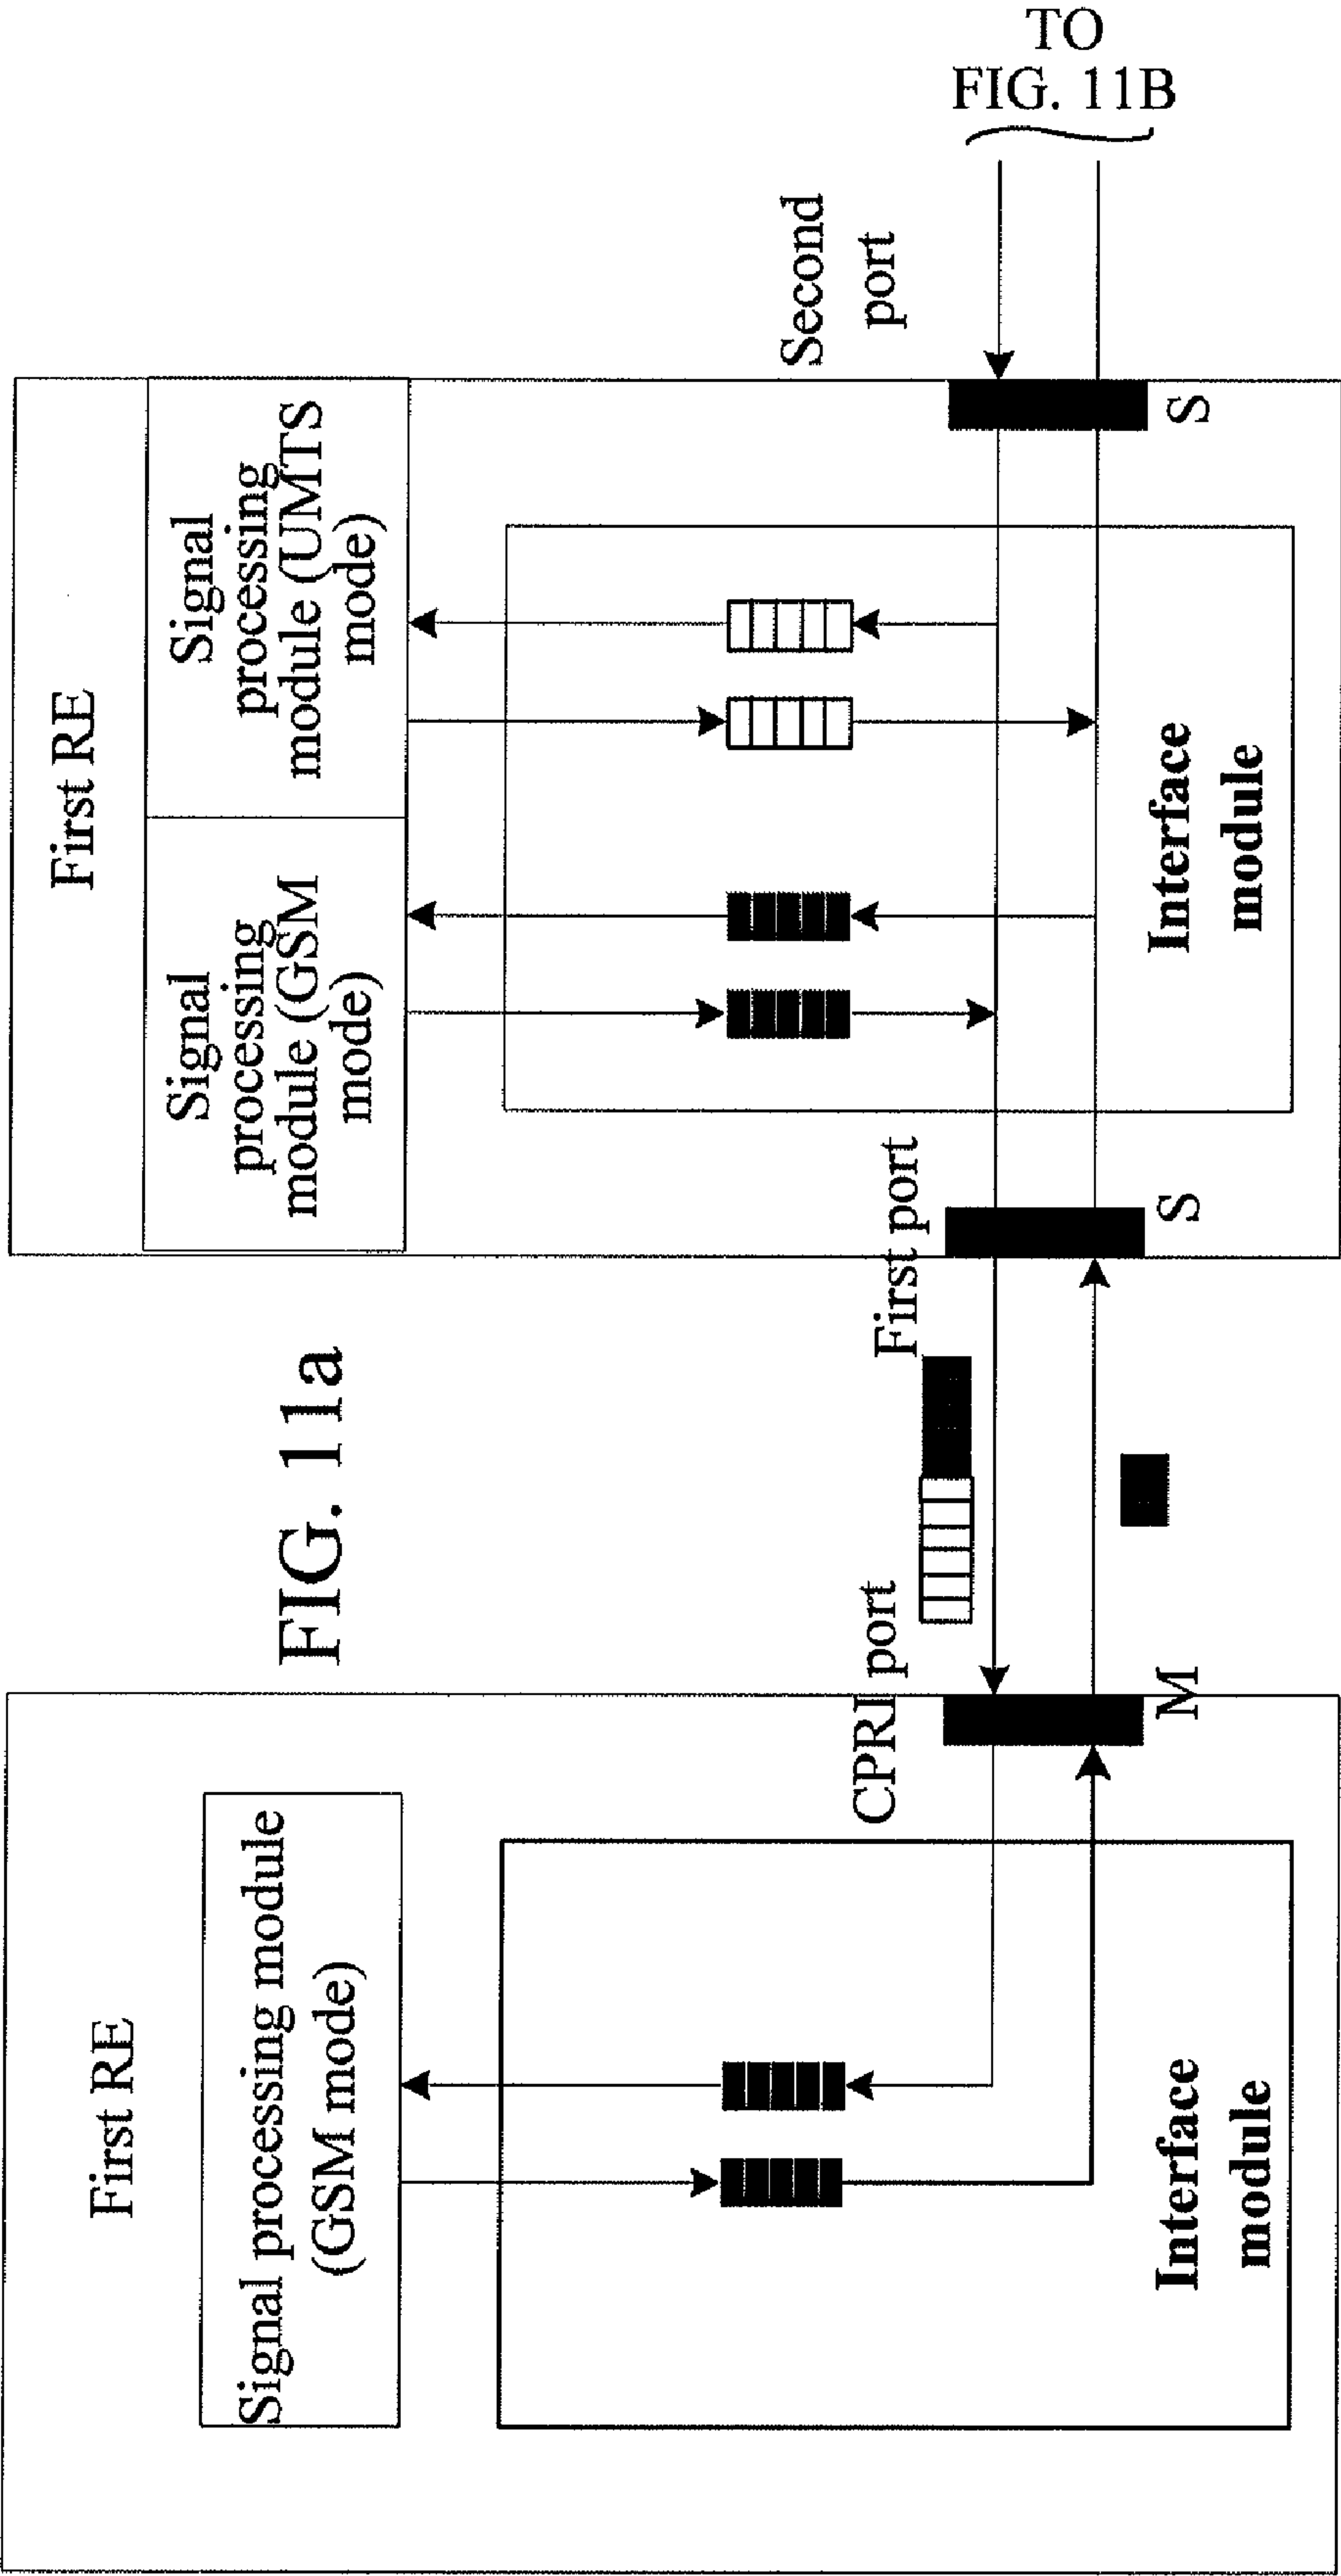 First RE
Signal processing module
(GSM mode)
Interface
module
CPRI port
M
FIG. 11a
First port
S
First RE
Signal
processing
module (GSM
mode)
Signal
processing
module (UMTS
mode)
Interface
module
S
Second
port
TO
FIG. 11B